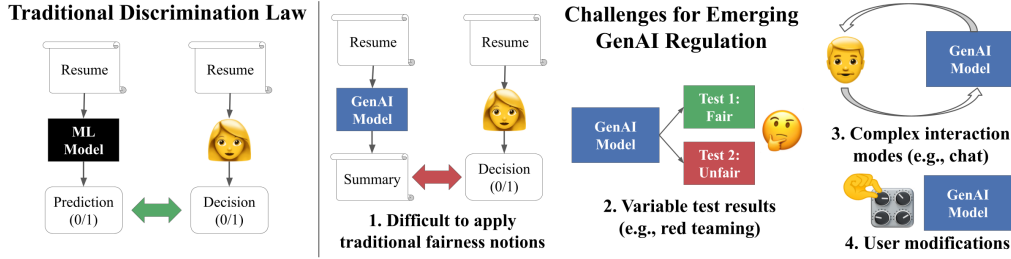 Traditional Discrimination Law
Resume
Resume
ML
Model
Prediction
(0/1)
Decision
(0/1)
Challenges for Emerging
GenAI Regulation
Resume
Resume
GenAI
Model
Summary
Decision
(0/1)
1. Difficult to apply
traditional fairness notions
GenAI
Model
Test 1:
Fair
Test 2:
Unfair
2. Variable test results
(e.g., red teaming)
GenAI
Model
3. Complex interaction
modes (e.g., chat)
GenAI
Model
4. User modifications